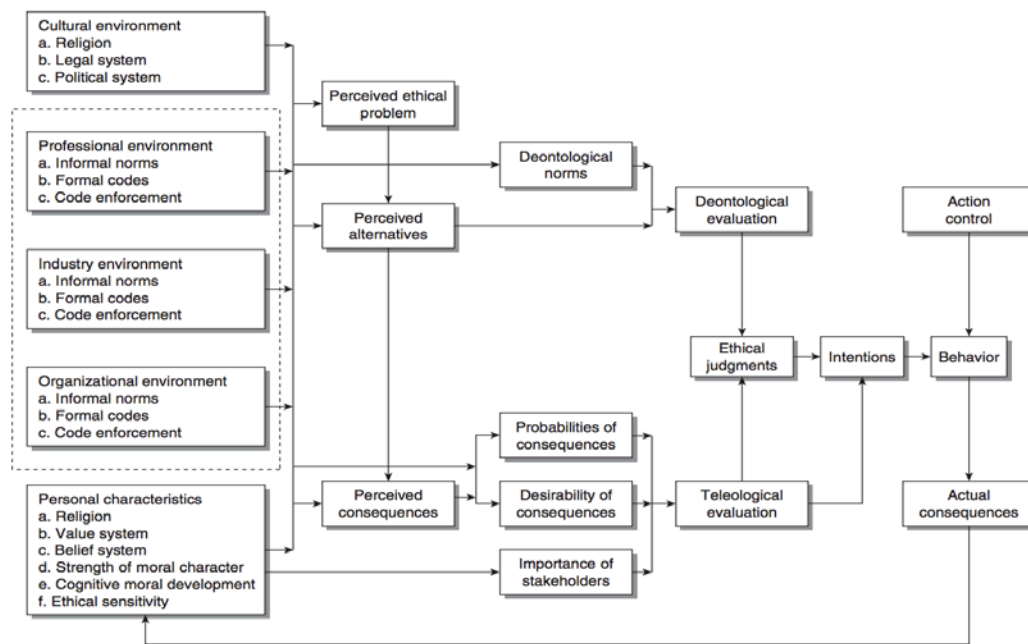 Cultural environment
a. Religion
b. Legal system
c. Political system
Perceived ethical
problem
Professional environment
a. Informal norms
b. Formal codes
c. Code enforcement
Deontological
norms
Perceived
alternatives
Deontological
evaluation
Action
control
Industry environment
a. Informal norms
b. Formal codes
c. Code enforcement
Ethical
judgments
Intentions
Behavior
Organizational environment
a. Informal norms
b. Formal codes
c. Code enforcement
Probabilities of
consequences
Personal characteristics
a. Religion
b. Value system
c. Belief system
d. Strength of moral character
e. Cognitive moral development
f. Ethical sensitivity
Perceived
consequences
Desirability of
consequences
Teleological
evaluation
Actual
consequences
Importance of
stakeholders